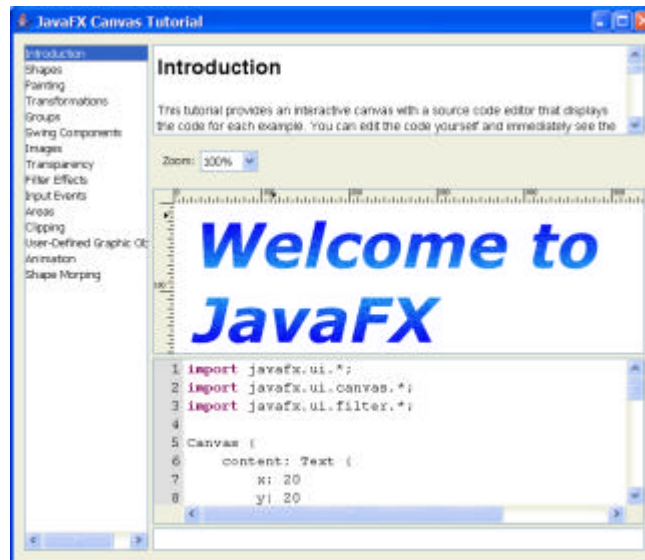 JavaFX Canvas Tutorial
Introduction
Shapes
Painting
Transformations
Groups
Swing Components
Images
Transparency
Filter Effects
Input Events
Areas
Clipping
User-Defined Graphic Ob
Animation
Shape Morping
Introduction
This tutorial provides an interactive canvas with a source code editor that displays
the code for each example. You can edit the code yourself and immediately see the
Zoom: 100%
Welcome to
JavaFX
1 import javafx.ui.*;
2 import javafx.ui.canvas.*;
3 import javafx.ui.filter.*;
4
5 Canvas {
6 content: Text {
7 x: 20
8 y: 20